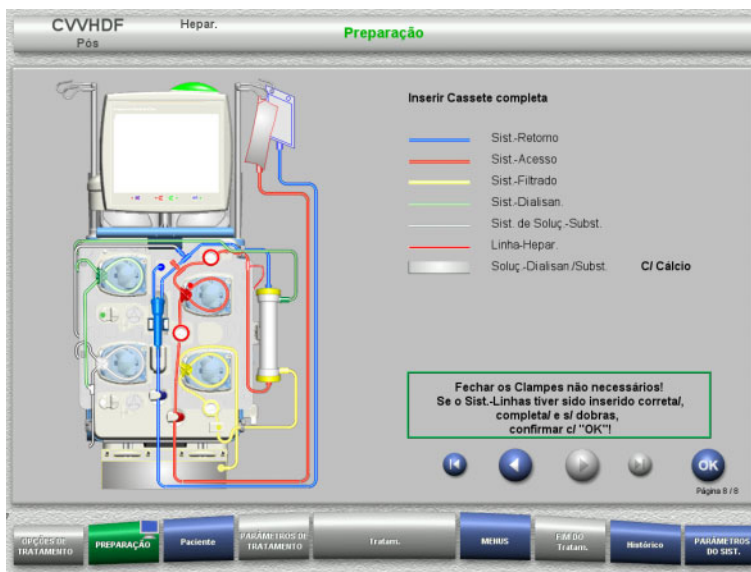 CVVHDF
Pós
Hepar.
Preparação
Inserir Cassete completa
Sist.-Retorno
Sist.-Acesso
Sist.-Filtrado
Sist.-Dialisan.
Sist. de Soluç.-Subst.
Linha-Hepar.
Soluç.-Dialisan./Subst. C/ Cálcio
Fechar os Clampes não necessários!
Se o Sist.-Linhas tiver sido inserido correta/,
completa/ e s/ dobras,
confirmar c/ "OK"!
OK
Página 8 / 8
OPÇÕES DE
TRATAMENTO
PREPARAÇÃO
Paciente
PARÂMETROS DE
TRATAMENTO
Tratam.
MENUS
FIM DO
Tratam.
Histórico
PARÂMETROS
DO SIST.